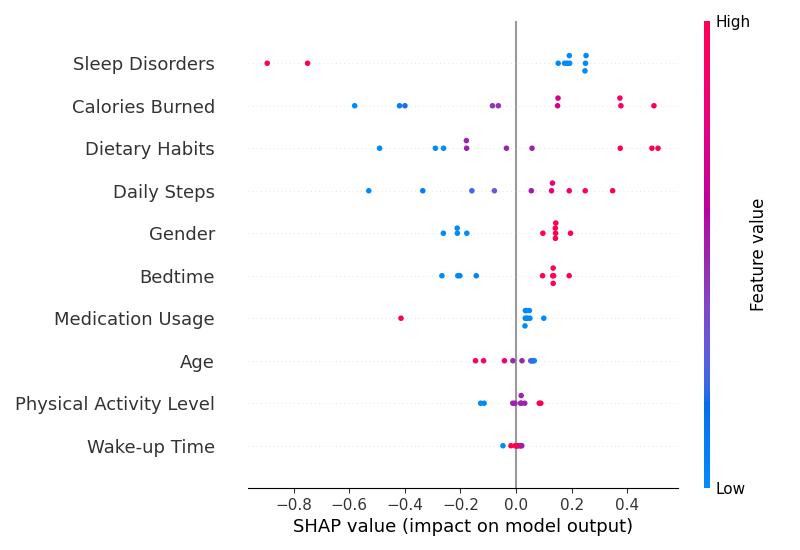 High
Sleep Disorders
Calories Burned
Dietary Habits
Daily Steps
Gender
Bedtime
Medication Usage
Age
Physical Activity Level
Wake-up Time
Feature value
Low
−0.8 −0.6 −0.4 −0.2 0.0 0.2 0.4
SHAP value (impact on model output)